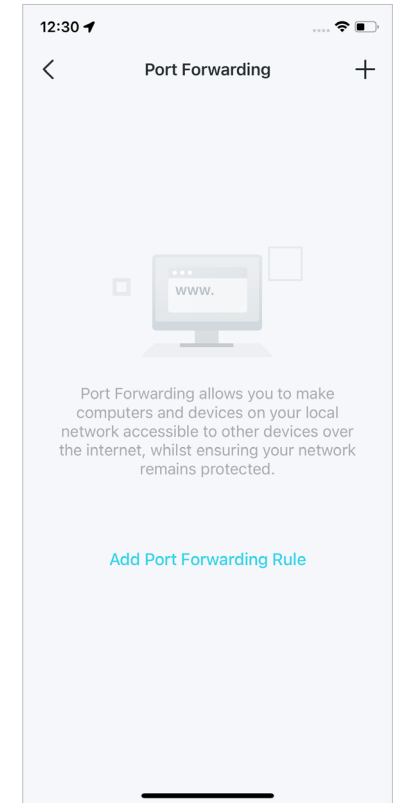 12:30
Port Forwarding
www.
Port Forwarding allows you to make
computers and devices on your local
network accessible to other devices over
the internet, whilst ensuring your network
remains protected.
Add Port Forwarding Rule